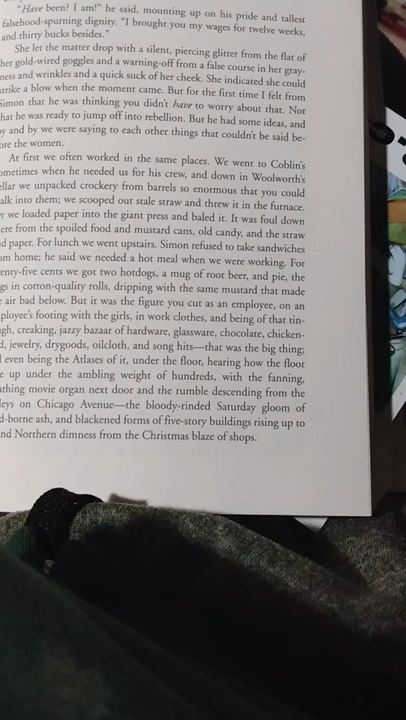 "Have been? I am!" he said, mounting up on his pride and tallest
falsehood-spurning dignity. "I brought you my wages for twelve weeks,
and thirty bucks besides."
She let the matter drop with a silent, piercing glitter from the flat of
her gold-wired goggles and a warning-off from a false course in her gray-
ness and wrinkles and a quick suck of her cheek. She indicated she could
trike a blow when the moment came. But for the first time I felt from
Simon that he was thinking you didn't have to worry about that. Not
hat he was ready to jump off into rebellion. But he had some ideas, and
y and by we were saying to each other things that couldn't be said be-
ore the women.
At first we often worked in the same places. We went to Coblin's
ometimes when he needed us for his crew, and down in Woolworth's
ellar we unpacked crockery from barrels so enormous that you could
alk into them; we scooped out stale straw and threw it in the furnace.
r we loaded paper into the giant press and baled it. It was foul down
ere from the spoiled food and mustard cans, old candy, and the straw
d paper. For lunch we went upstairs. Simon refused to take sandwiches
om home; he said we needed a hot meal when we were working. For
enty-five cents we got two hotdogs, a mug of root beer, and pie, the
gs in cotton-quality rolls, dripping with the same mustard that made
e air bad below. But it was the figure you cut as an employee, on an
ployee's footing with the girls, in work clothes, and being of that tin-
gh, creaking, jazzy bazaar of hardware, glassware, chocolate, chicken-
d, jewelry, drygoods, oilcloth, and song hits—that was the big thing;
l even being the Atlases of it, under the floor, hearing how the floor
e up under the ambling weight of hundreds, with the fanning,
thing movie organ next door and the rumble descending from the
leys on Chicago Avenue—the bloody-rinded Saturday gloom of
d-borne ash, and blackened forms of five-story buildings rising up to
nd Northern dimness from the Christmas blaze of shops.